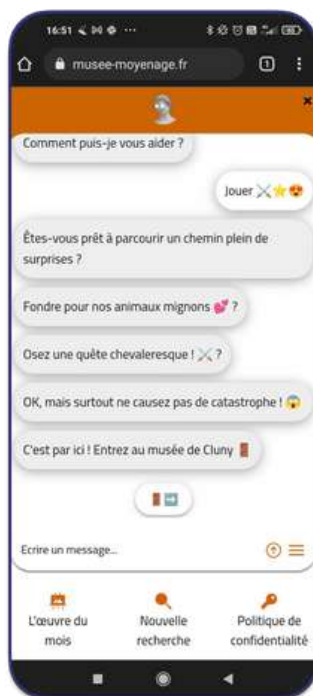 16:51
musee-moyenage.fr
1
Comment puis-je vous aider ?
Jouer ⚔️⭐😍
Êtes-vous prêt à parcourir un chemin plein de
surprises ?
Fondre pour nos animaux mignons 💕 ?
Osez une quête chevaleresque ! ⚔️ ?
OK, mais surtout ne causez pas de catastrophe ! 😱
C'est par ici ! Entrez au musée de Cluny 🚪
🚪➡️
Ecrire un message...
L'œuvre du
mois
Nouvelle
recherche
Politique de
confidentialité